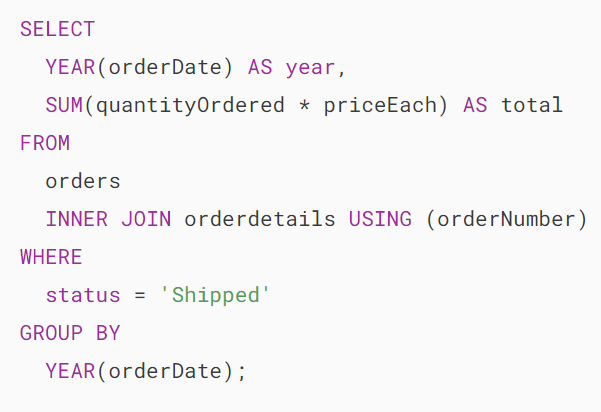 SELECT
  YEAR(orderDate) AS year,
  SUM(quantityOrdered * priceEach) AS total
FROM
  orders
  INNER JOIN orderdetails USING (orderNumber)
WHERE
  status = 'Shipped'
GROUP BY
  YEAR(orderDate);